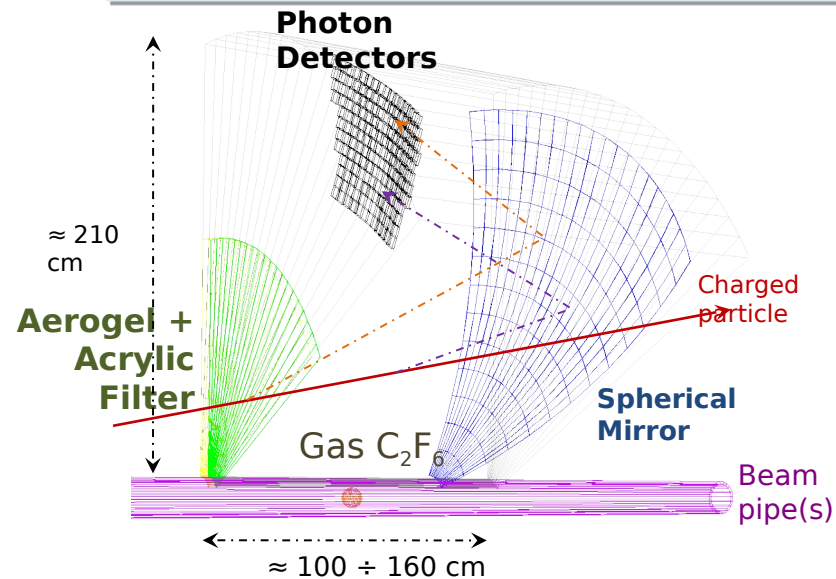 Photon
Detectors
≈ 210
cm
Charged
particle
Aerogel +
Acrylic
Filter
Spherical
Mirror
Gas C₂F₆
Beam
pipe(s)
≈ 100 ÷ 160 cm